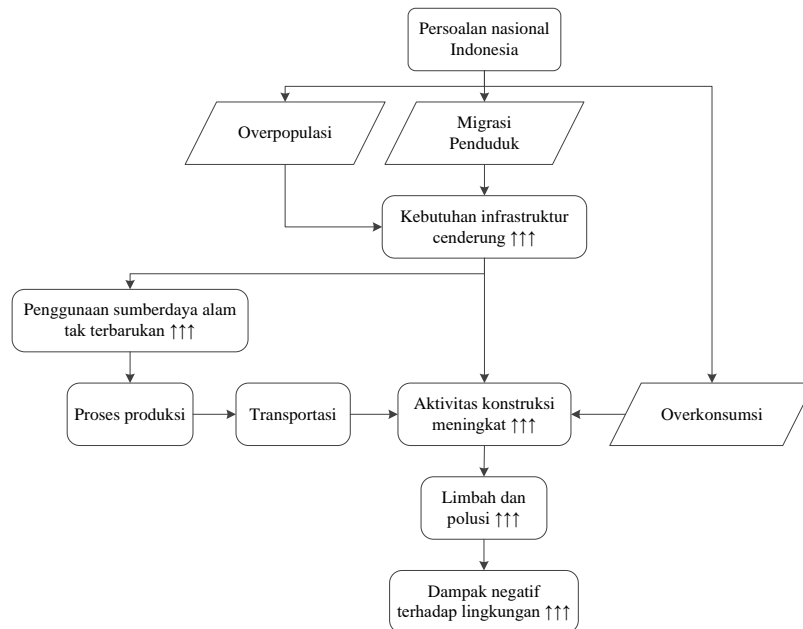 Persoalan nasional
Indonesia
Overpopulasi
Migrasi
Penduduk
Kebutuhan infrastruktur
cenderung ↑↑↑
Penggunaan sumberdaya alam
tak terbarukan ↑↑↑
Proses produksi
Transportasi
Aktivitas konstruksi
meningkat ↑↑↑
Overkonsumsi
Limbah dan
polusi ↑↑↑
Dampak negatif
terhadap lingkungan ↑↑↑